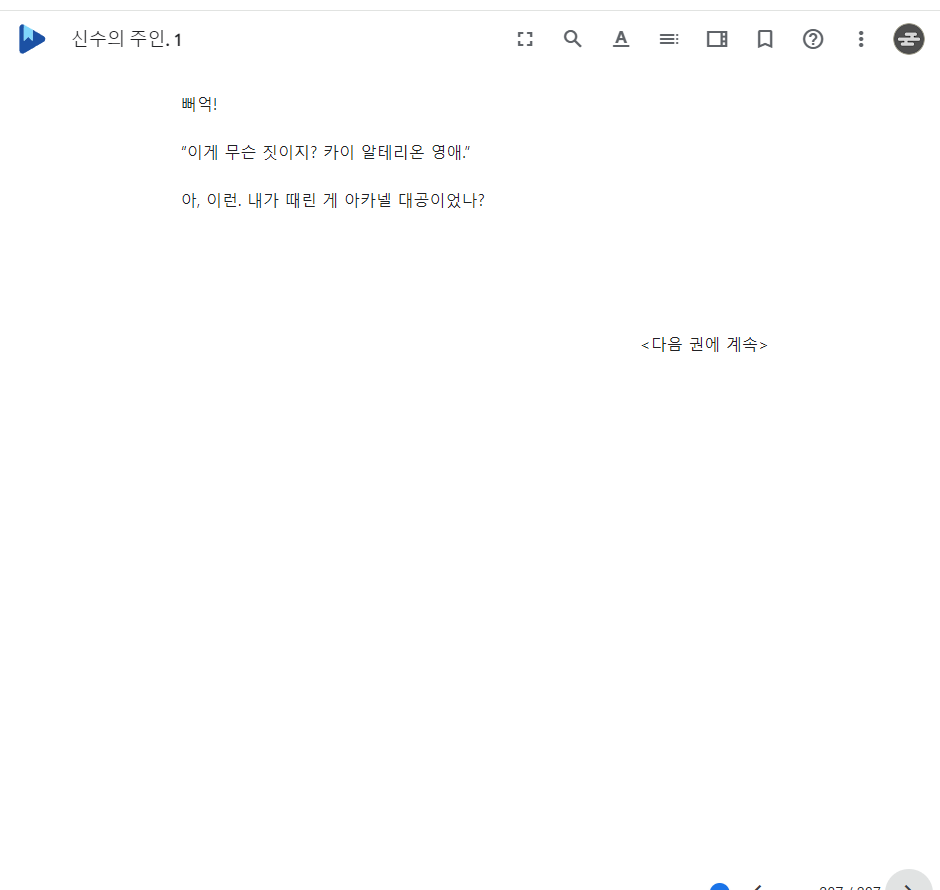 신수의 주인. 1
뻐억!
“이게 무슨 짓이지? 카이 알테리온 영애.”
아, 이런. 내가 때린 게 아카넬 대공이었나?
<다음 권에 계속>